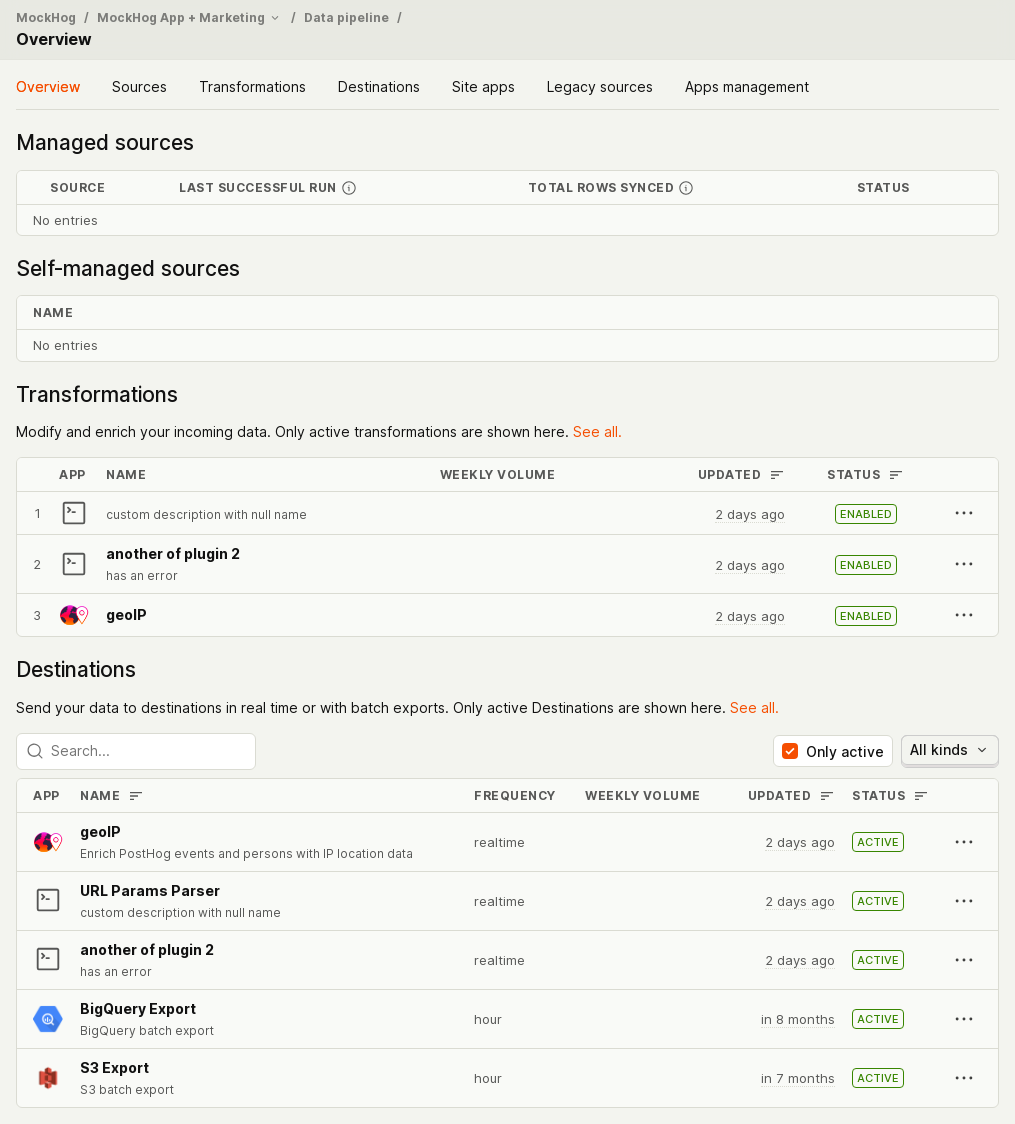 MockHog / MockHog App + Marketing / Data pipeline /
Overview
Overview Sources Transformations Destinations Site apps Legacy sources Apps management
Managed sources
SOURCE LAST SUCCESSFUL RUN TOTAL ROWS SYNCED STATUS
No entries
Self-managed sources
NAME
No entries
Transformations
Modify and enrich your incoming data. Only active transformations are shown here. See all.
APP NAME WEEKLY VOLUME UPDATED STATUS
1 custom description with null name 2 days ago ENABLED
2 another of plugin 2 2 days ago ENABLED
has an error
3 geoIP 2 days ago ENABLED
Destinations
Send your data to destinations in real time or with batch exports. Only active Destinations are shown here. See all.
Search... Only active All kinds
APP NAME FREQUENCY WEEKLY VOLUME UPDATED STATUS
geoIP realtime 2 days ago ACTIVE
Enrich PostHog events and persons with IP location data
URL Params Parser realtime 2 days ago ACTIVE
custom description with null name
another of plugin 2 realtime 2 days ago ACTIVE
has an error
BigQuery Export hour in 8 months ACTIVE
BigQuery batch export
S3 Export hour in 7 months ACTIVE
S3 batch export